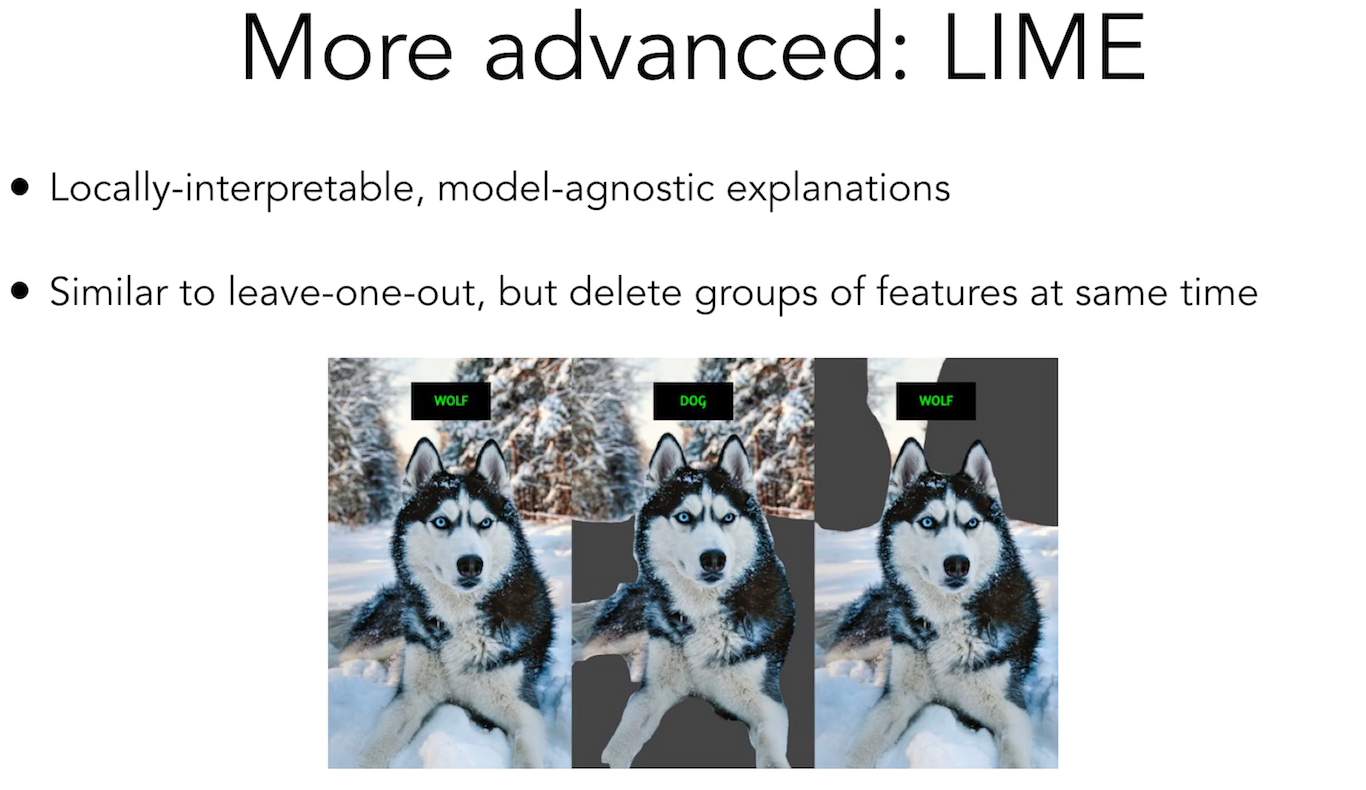 More advanced: LIME
• Locally-interpretable, model-agnostic explanations
• Similar to leave-one-out, but delete groups of features at same time
WOLF
DOG
WOLF